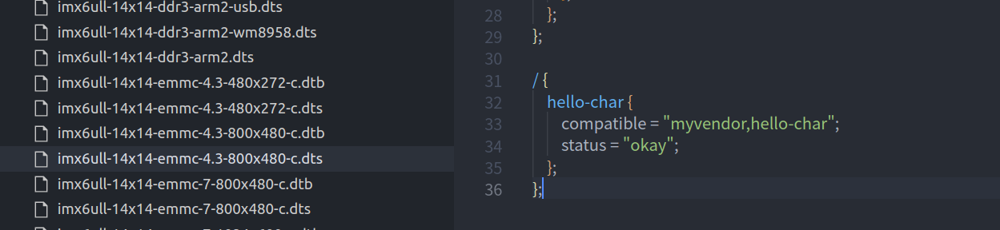 imx6ull-14x14-ddr3-arm2-usb.dts
imx6ull-14x14-ddr3-arm2-wm8958.dts
imx6ull-14x14-ddr3-arm2.dts
imx6ull-14x14-emmc-4.3-480x272-c.dtb
imx6ull-14x14-emmc-4.3-480x272-c.dts
imx6ull-14x14-emmc-4.3-800x480-c.dtb
imx6ull-14x14-emmc-4.3-800x480-c.dts
imx6ull-14x14-emmc-7-800x480-c.dtb
imx6ull-14x14-emmc-7-800x480-c.dts
28 };
29 };
30
31 / {
32 hello-char {
33 compatible = "myvendor,hello-char";
34 status = "okay";
35 };
36 };